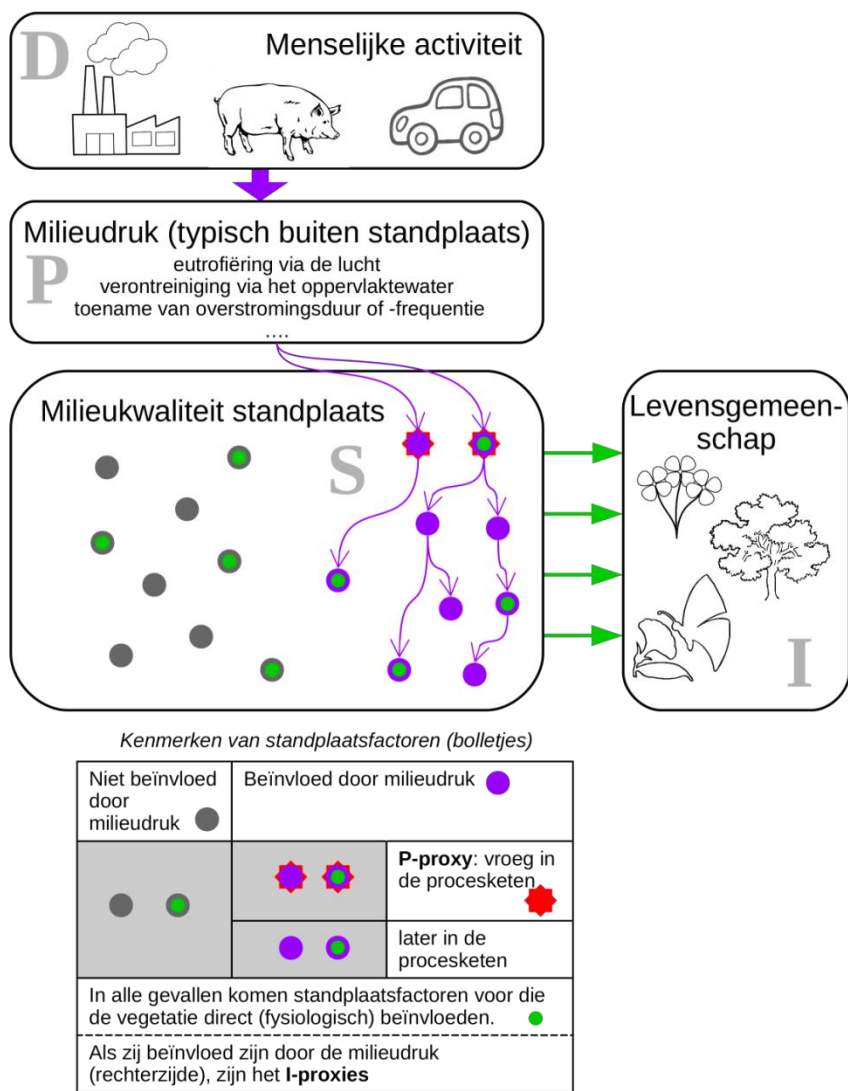 D
Menselijke activiteit
Milieudruk (typisch buiten standplaats)
P
eutrofiëring via de lucht
verontreiniging via het oppervlaktewater
toename van overstromingsduur of -frequentie
....
Milieukwaliteit standplaats
S
Levensgemeen-
schap
I
Kenmerken van standplaatsfactoren (bolletjes)
Niet beïnvloed
door
milieudruk
Beïnvloed door milieudruk
P-proxy: vroeg in
de procesketen
later in de
procesketen
In alle gevallen komen standplaatsfactoren voor die
de vegetatie direct (fysiologisch) beïnvloeden.
Als zij beïnvloed zijn door de milieudruk
(rechterzijde), zijn het I-proxies